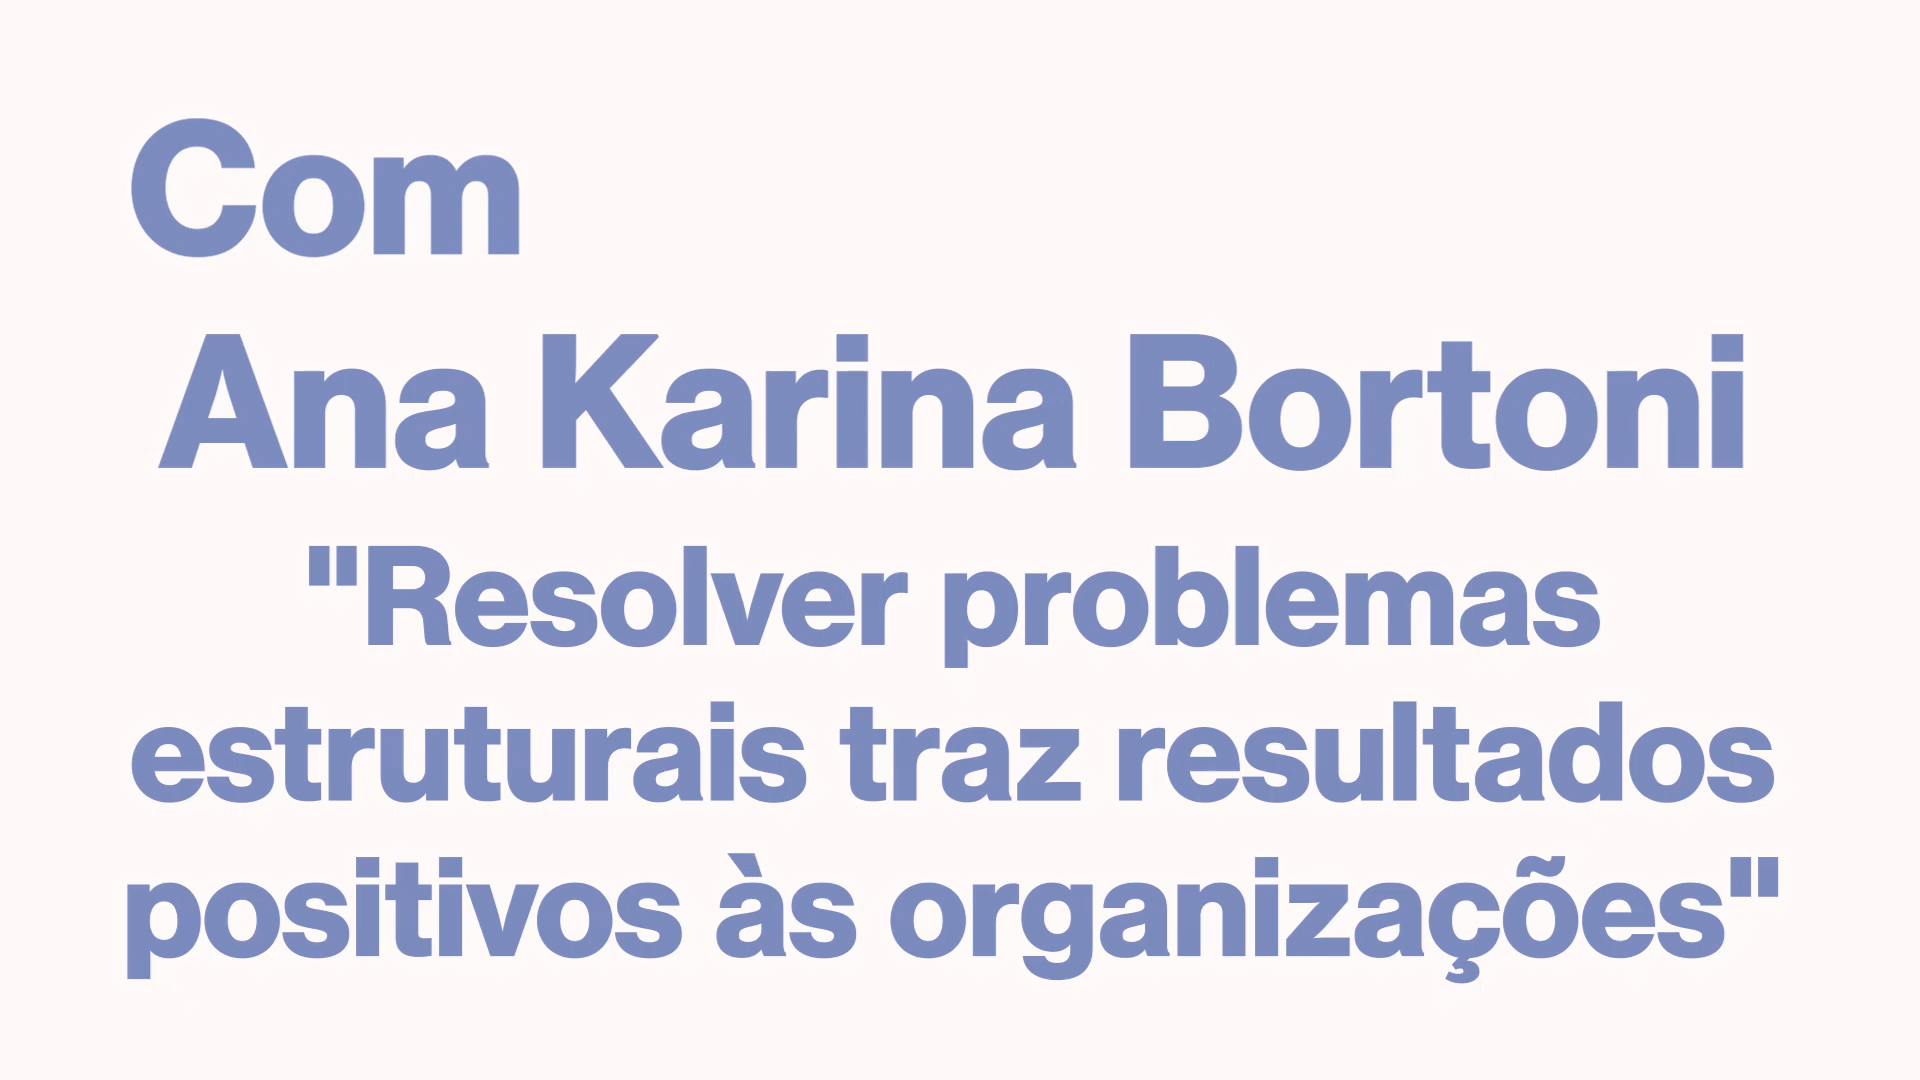 Com
Ana Karina Bortoni
"Resolver problemas
estruturais traz resultados
positivos às organizações"